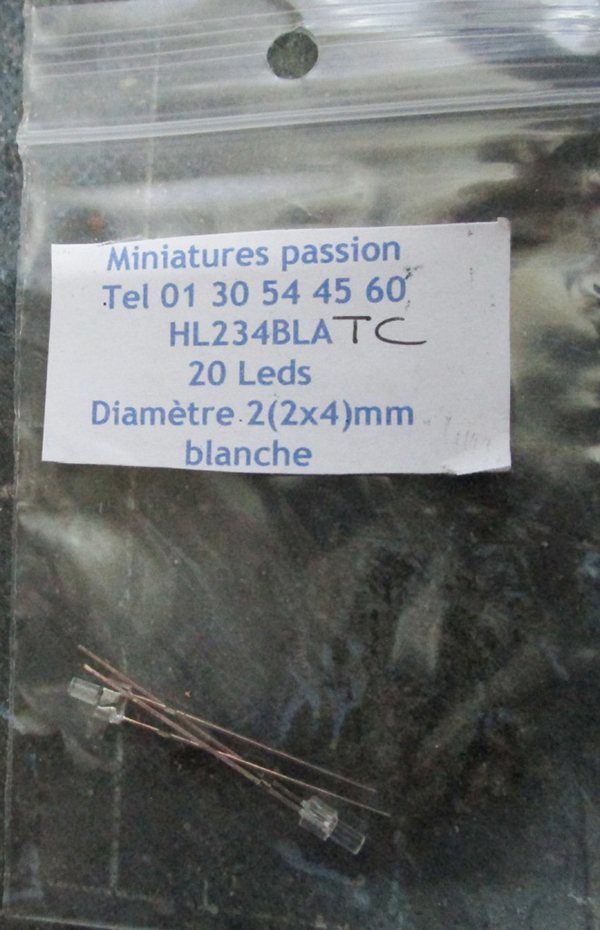 Miniatures passion
Tel 01 30 54 45 60
HL234BLATC
20 Leds
Diamètre 2(2x4)mm
blanche